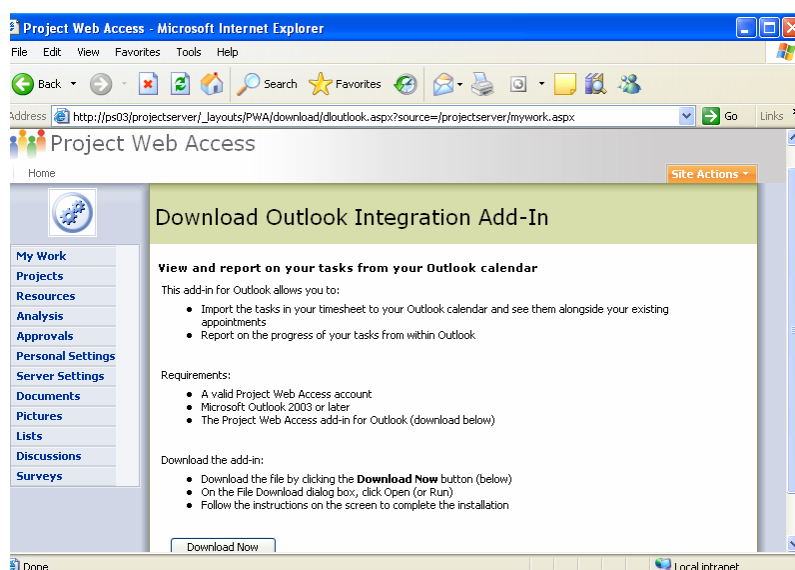 Project Web Access - Microsoft Internet Explorer
File Edit View Favorites Tools Help
Back Search Favorites
Address http://ps03/projectserver/_layouts/PWA/download/dloutlook.aspx?source=/projectserver/mywork.aspx Go Links
Project Web Access
Home Site Actions
Download Outlook Integration Add-In
My Work
Projects
Resources
Analysis
Approvals
Personal Settings
Server Settings
Documents
Pictures
Lists
Discussions
Surveys
View and report on your tasks from your Outlook calendar
This add-in for Outlook allows you to:
• Import the tasks in your timesheet to your Outlook calendar and see them alongside your existing
appointments
• Report on the progress of your tasks from within Outlook
Requirements:
• A valid Project Web Access account
• Microsoft Outlook 2003 or later
• The Project Web Access add-in for Outlook (download below)
Download the add-in:
• Download the file by clicking the Download Now button (below)
• On the File Download dialog box, click Open (or Run)
• Follow the instructions on the screen to complete the installation
Download Now
Done Local intranet